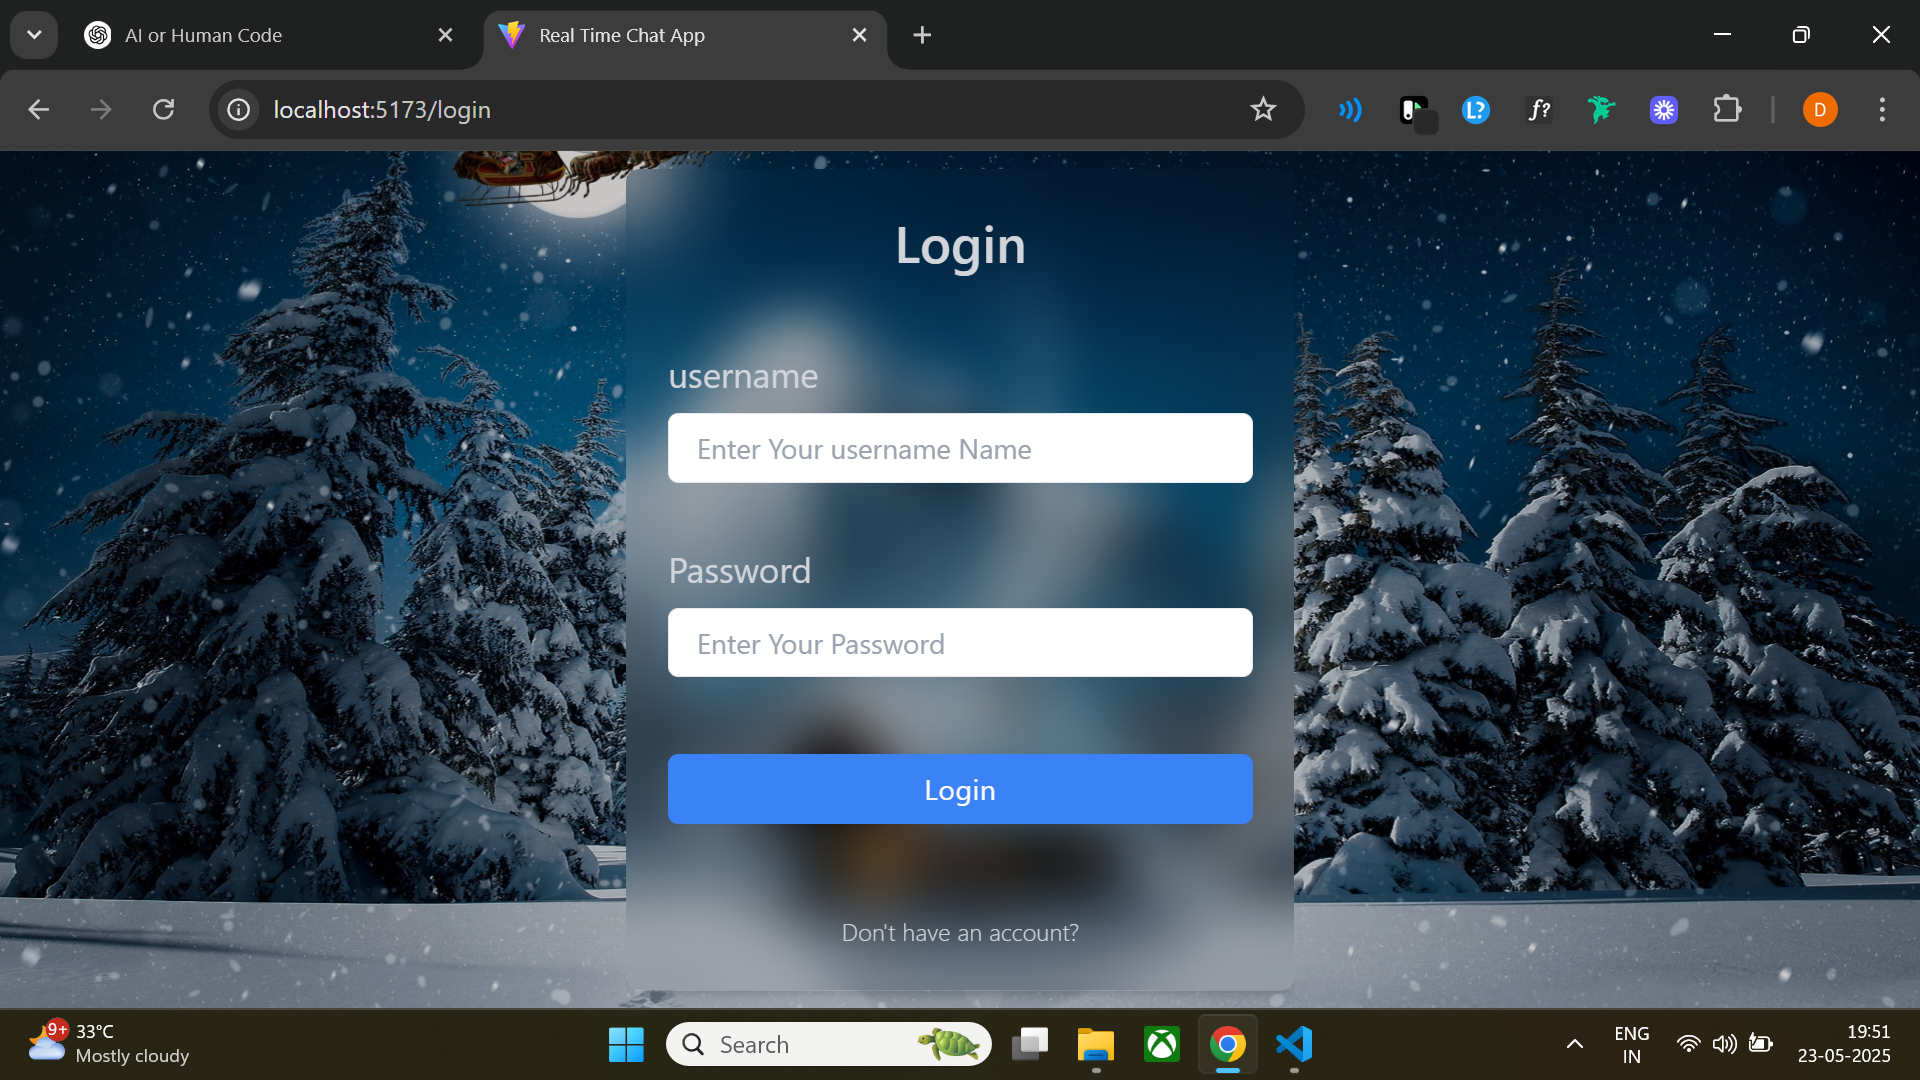 AI or Human Code
Real Time Chat App
localhost:5173/login
L?
f?
D
Login
username
Enter Your username Name
Password
Enter Your Password
Login
Don't have an account?
9+
33°C
Mostly cloudy
Search
ENG
IN
19:51
23-05-2025